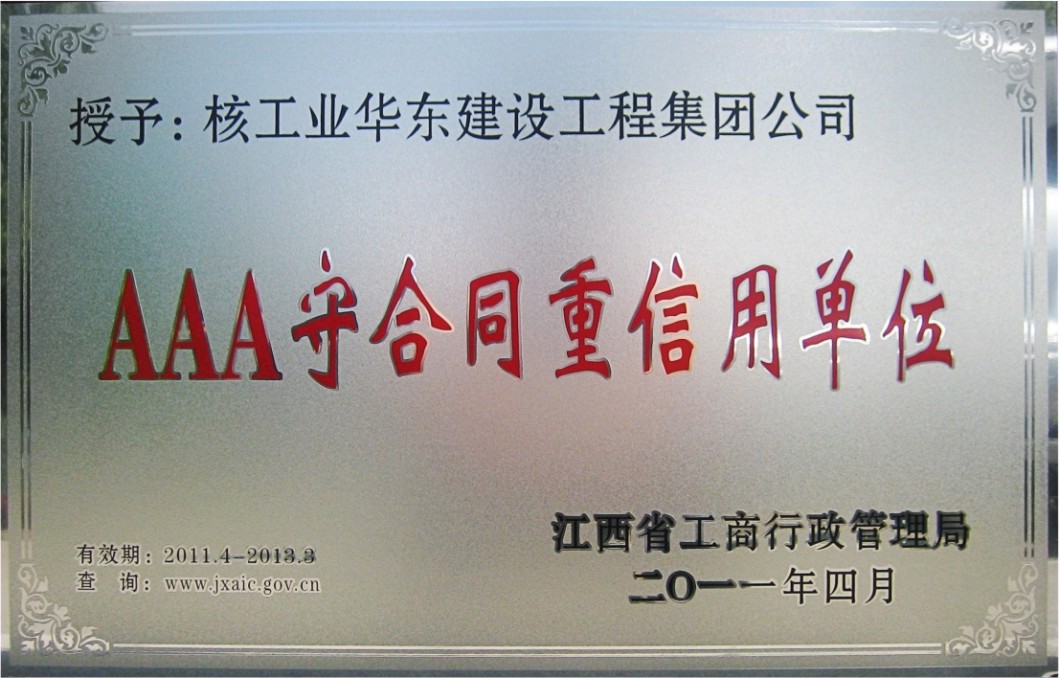 授予：核工业华东建设工程集团公司
AAA守合同重信用单位
江西省工商行政管理局
二〇一一年四月
有效期：2011.4-2013.3
查 询：www.jxaic.gov.cn